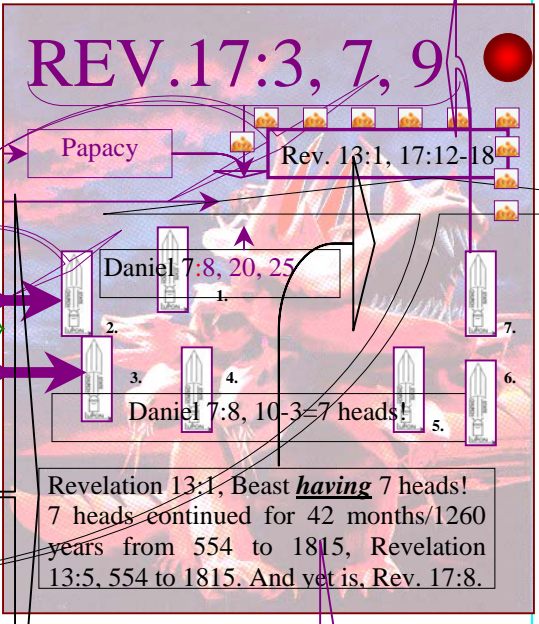 REV.17:3, 7, 9
Papacy
Rev. 13:1, 17:12-18
Daniel 7:8, 20, 25
1.
2.
7.
3.
4.
6.
Daniel 7:8, 10-3=7 heads!
5.
Revelation 13:1, Beast having 7 heads!
7 heads continued for 42 months/1260
years from 554 to 1815, Revelation
13:5, 554 to 1815. And yet is, Rev. 17:8.